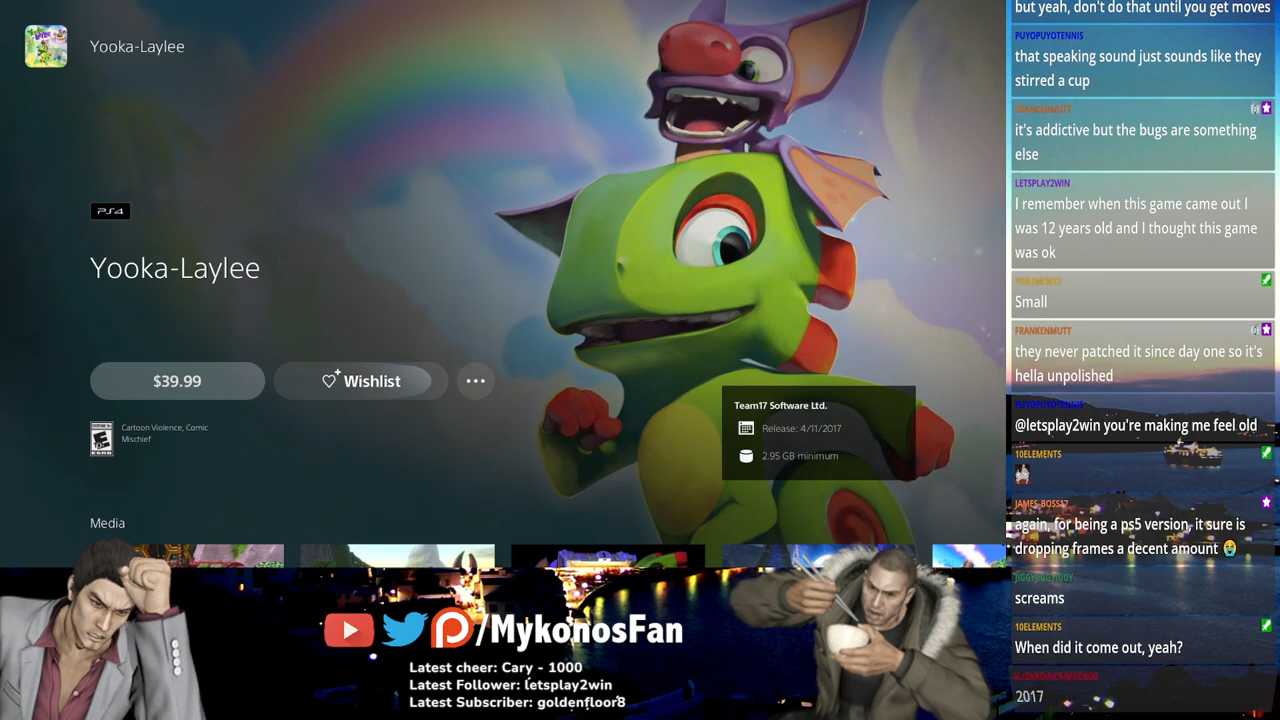 Yooka-Laylee
PS4
Yooka-Laylee
$39.99
Wishlist
Cartoon Violence, Comic
Mischief
E
ESRB
Team17 Software Ltd.
Release: 4/11/2017
2.95 GB minimum
Media
/MykonosFan
Latest cheer: Cary - 1000
Latest Follower: letsplay2win
Latest Subscriber: goldenfloor8
but yeah, don't do that until you get moves
PUYOPUYOTENNIS
that speaking sound just sounds like they
stirred a cup
FRANKENMUTT
it's addictive but the bugs are something
else
LETSPLAY2WIN
I remember when this game came out I
was 12 years old and I thought this game
was ok
Small
FRANKENMUTT
they never patched it since day one so it's
hella unpolished
PUYOPUYOTENNIS
@letsplay2win you're making me feel old
10ELEMENTS
JAMES-BOSS17
again, for being a ps5 version, it sure is
dropping frames a decent amount
JIGGYJIGGYJIGGY
screams
10ELEMENTS
When did it come out, yeah?
2017